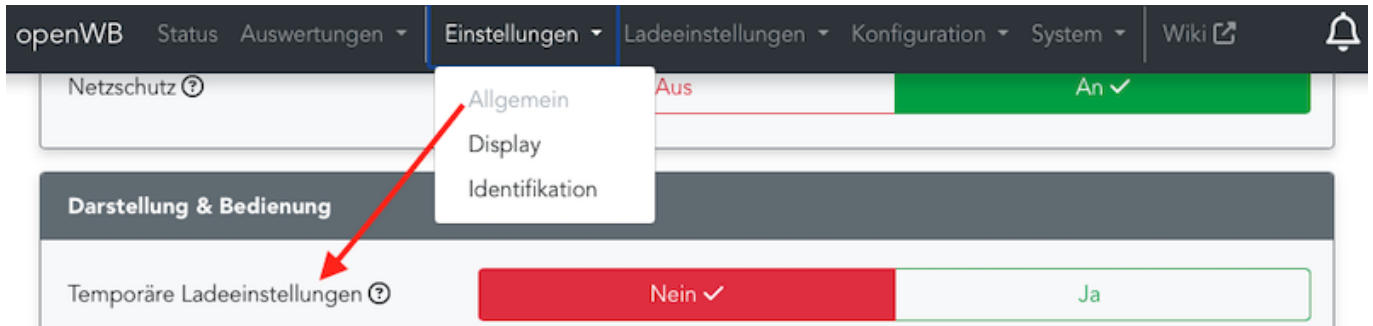 openWB Status Auswertungen Einstellungen Ladeeinstellungen Konfiguration System Wiki
Netzschutz Aus An
Allgemein
Display
Identifikation
Darstellung & Bedienung
Temporäre Ladeeinstellungen Nein Ja